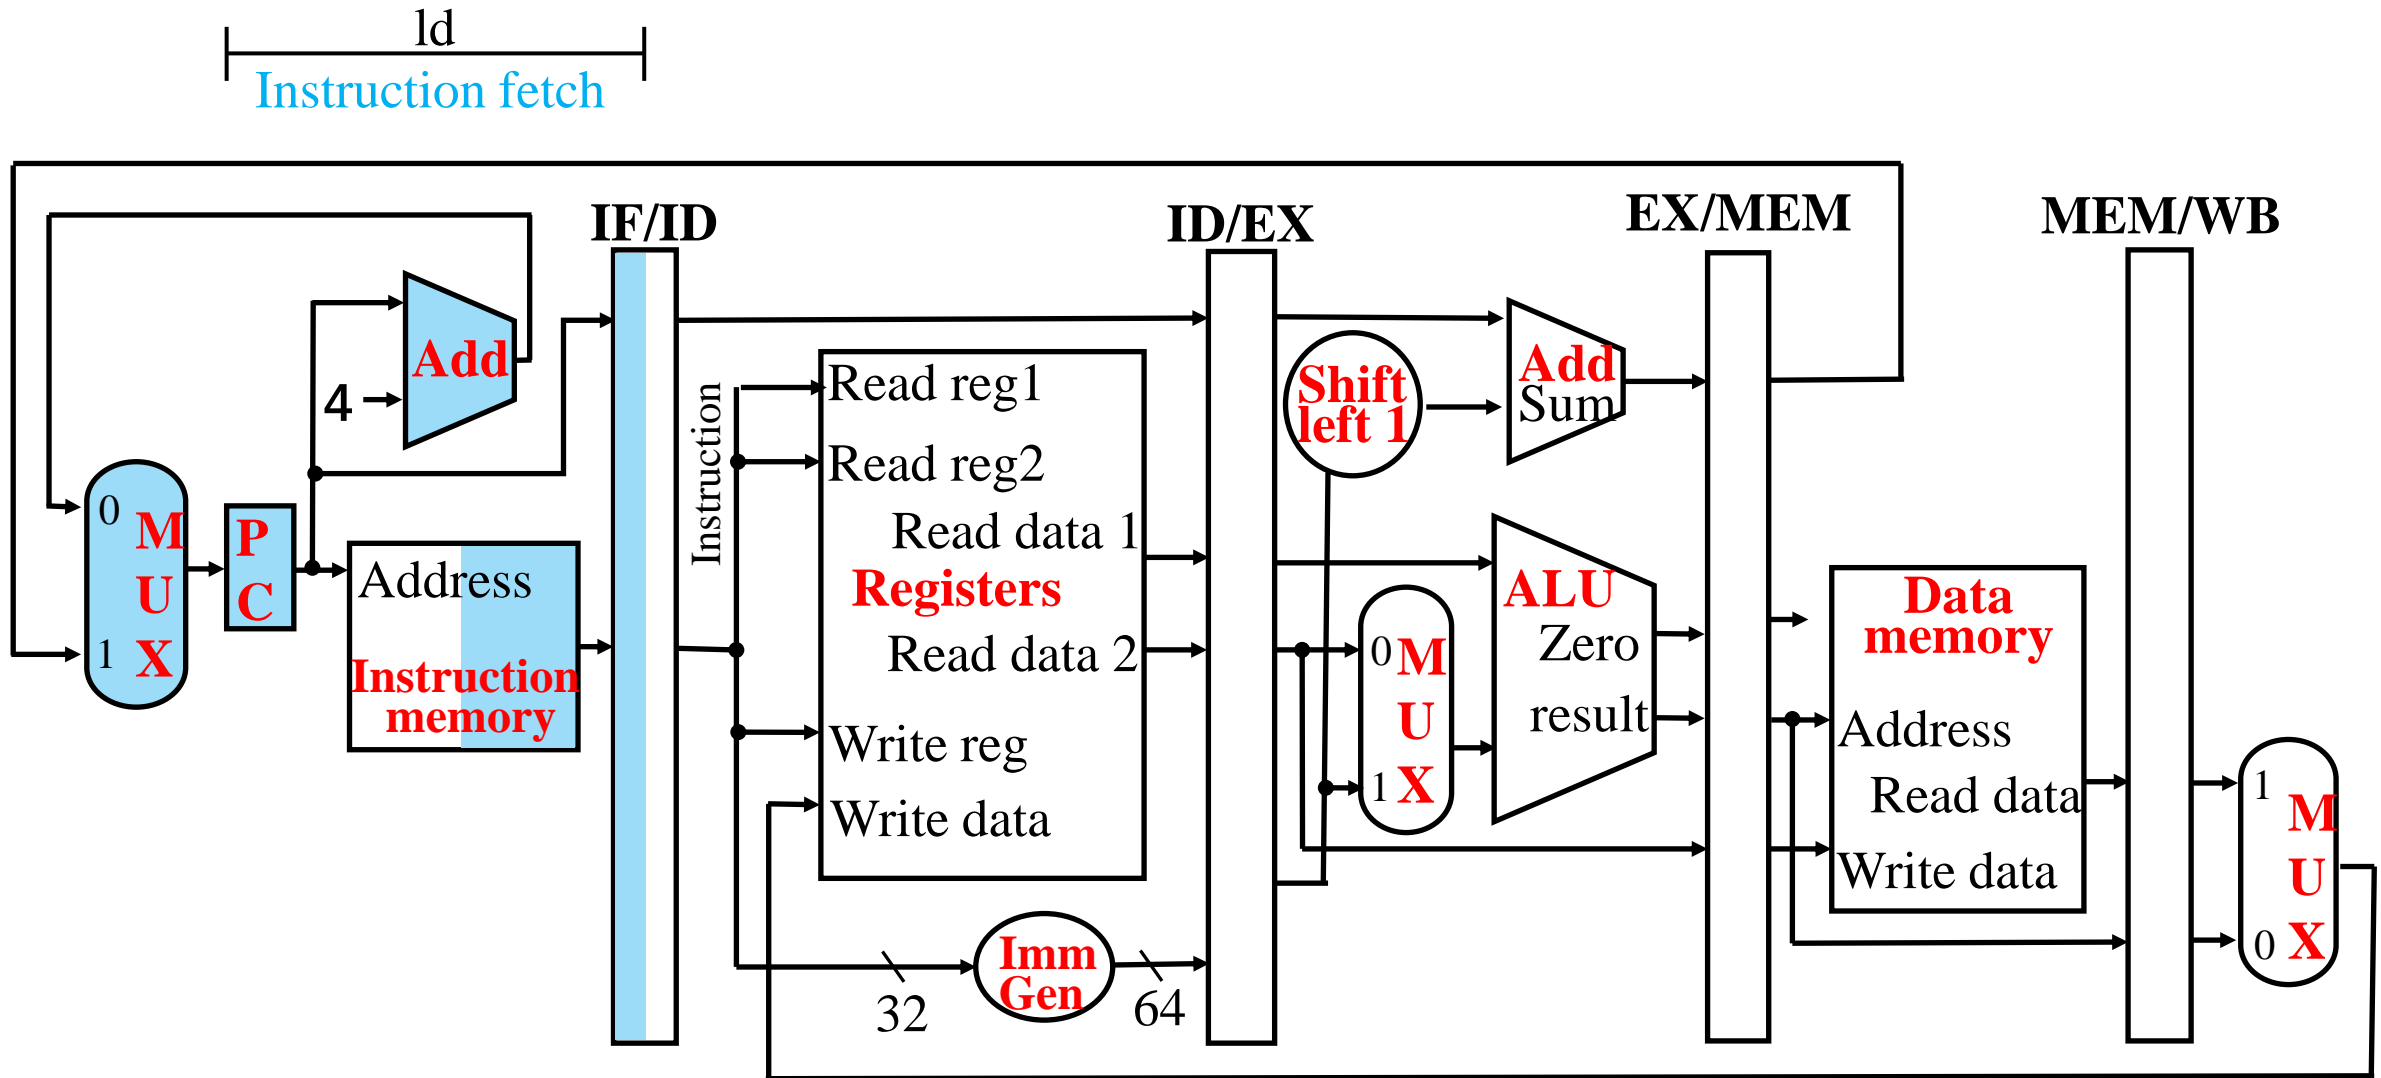 ld
Instruction fetch
IF/ID
ID/EX
EX/MEM
MEM/WB
Add
4
0
M
U
X
1
P
C
Address
Instruction
memory
Instruction
Read reg1
Read reg2
Read data 1
Registers
Read data 2
Write reg
Write data
Imm
Gen
32
64
Shift
left 1
Add
Sum
0
M
U
X
1
ALU
Zero
result
Data
memory
Address
Read data
Write data
1
M
U
X
0